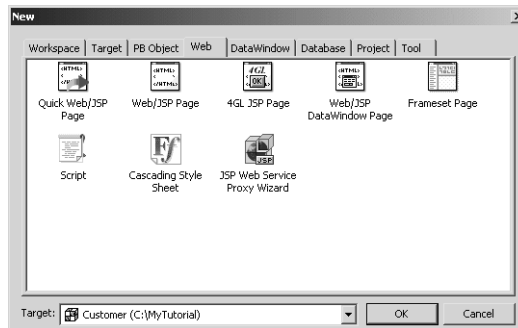 New
Workspace Target PB Object Web DataWindow Database Project Tool
Quick Web/JSP Page
Web/JSP Page
4GL JSP Page
Web/JSP DataWindow Page
Frameset Page
Script
Cascading Style Sheet
JSP Web Service Proxy Wizard
Target: Customer (C:\MyTutorial) OK Cancel